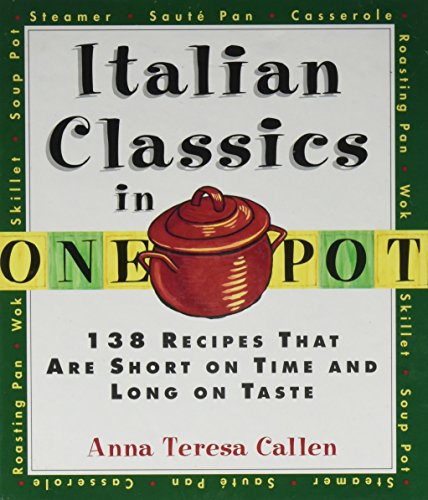 Soup Pot • Steamer • Sauté Pan • Casserole •
Roasting Pan • Wok
Skillet
Italian
Classics
in
ONE POT
138 Recipes That
Are Short on Time and
Long on Taste
Anna Teresa Callen
Skillet • Soup Pot
Roasting Pan • Wok
Casserole • Sauté Pan • Steamer